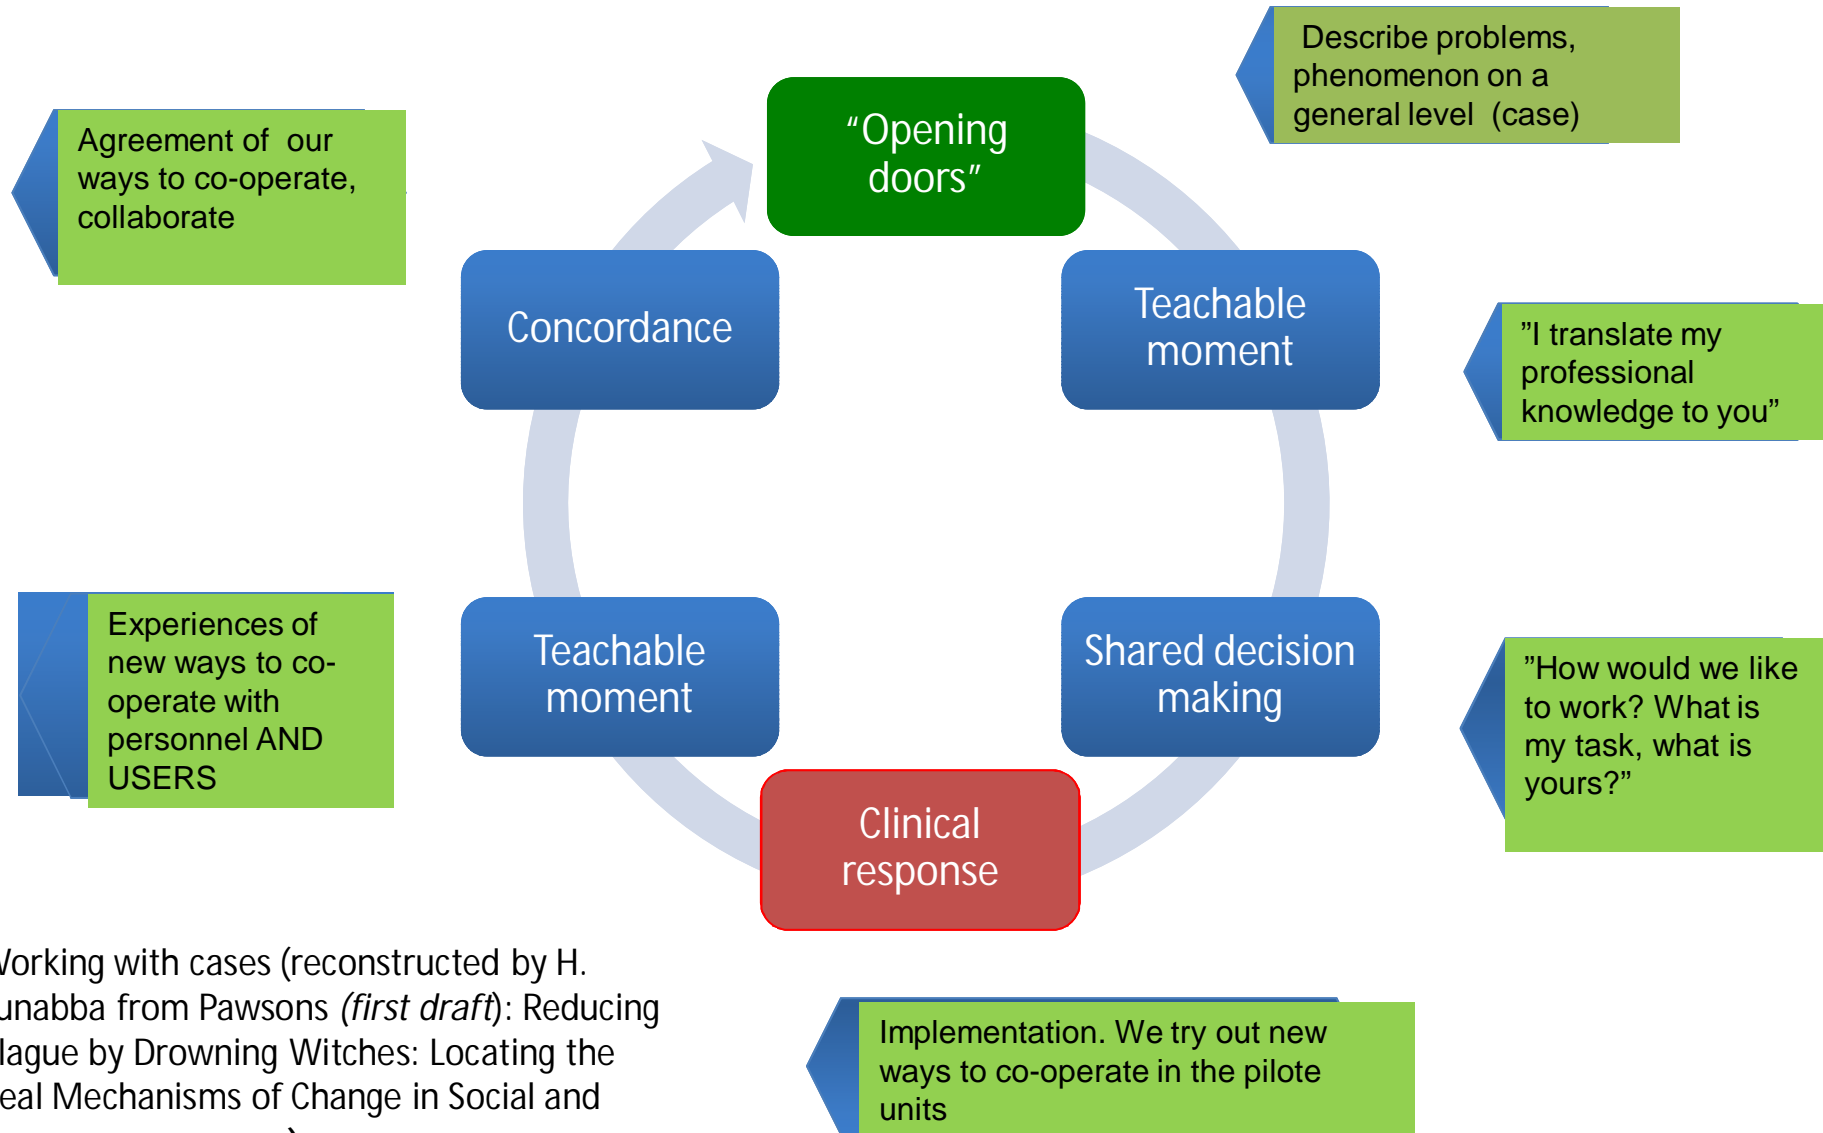 Describe problems,
phenomenon on a
general level (case)
“Opening
doors”
Agreement of our
ways to co-operate,
collaborate
Concordance
Teachable
moment
”I translate my
professional
knowledge to you”
Experiences of
new ways to co-
operate with
personnel AND
USERS
Teachable
moment
Shared decision
making
”How would we like
to work? What is
my task, what is
yours?”
Clinical
response
orking with cases (reconstructed by H.
unabba from Pawsons (first draft): Reducing
lague by Drowning Witches: Locating the
eal Mechanisms of Change in Social and
Implementation. We try out new
ways to co-operate in the pilote
units